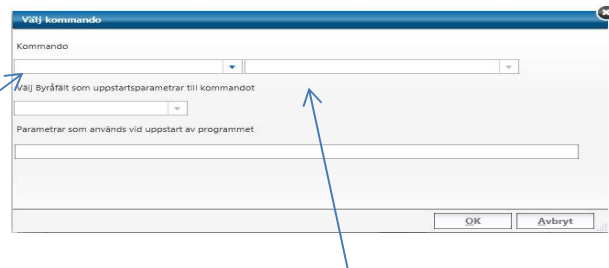 Välj kommando
Kommando
Välj Byråfält som uppstartsparametrar till kommandot
Parametrar som används vid uppstart av programmet
OK Avbryt